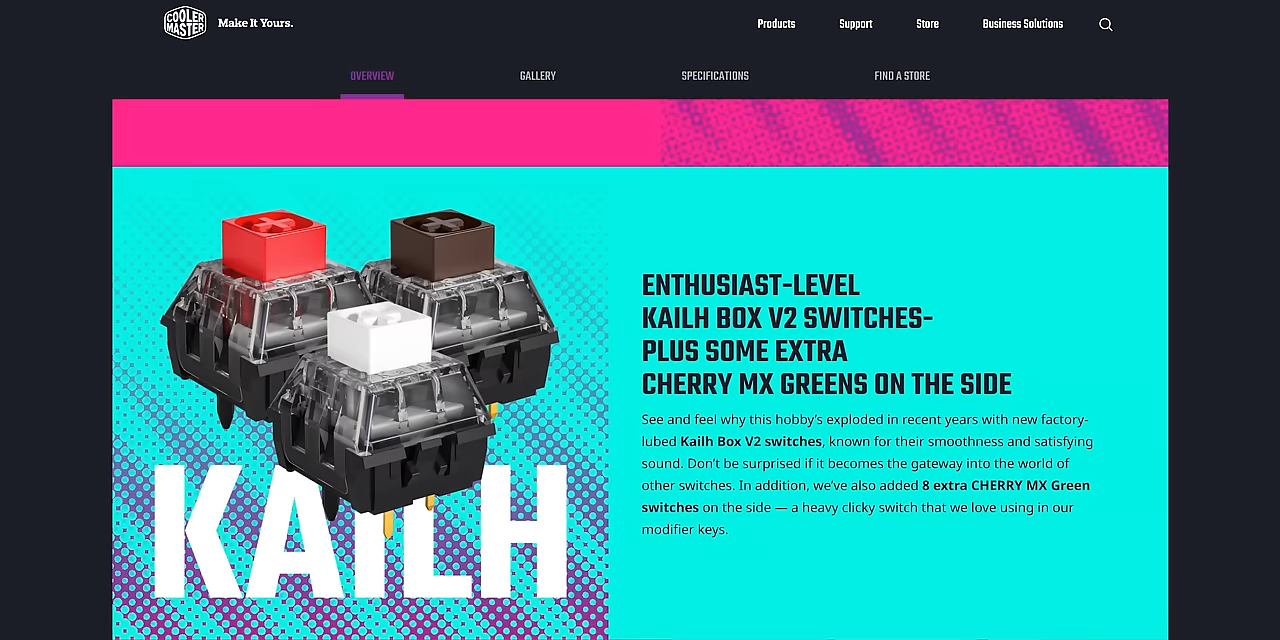 COOLER
MASTER
Make It Yours.
Products
Support
Store
Business Solutions
OVERVIEW
GALLERY
SPECIFICATIONS
FIND A STORE
ENTHUSIAST-LEVEL
KAILH BOX V2 SWITCHES-
PLUS SOME EXTRA
CHERRY MX GREENS ON THE SIDE
See and feel why this hobby’s exploded in recent years with new factory-
lubed Kailh Box V2 switches, known for their smoothness and satisfying
sound. Don’t be surprised if it becomes the gateway into the world of
other switches. In addition, we’ve also added 8 extra CHERRY MX Green
switches on the side — a heavy clicky switch that we love using in our
modifier keys.
KAILH